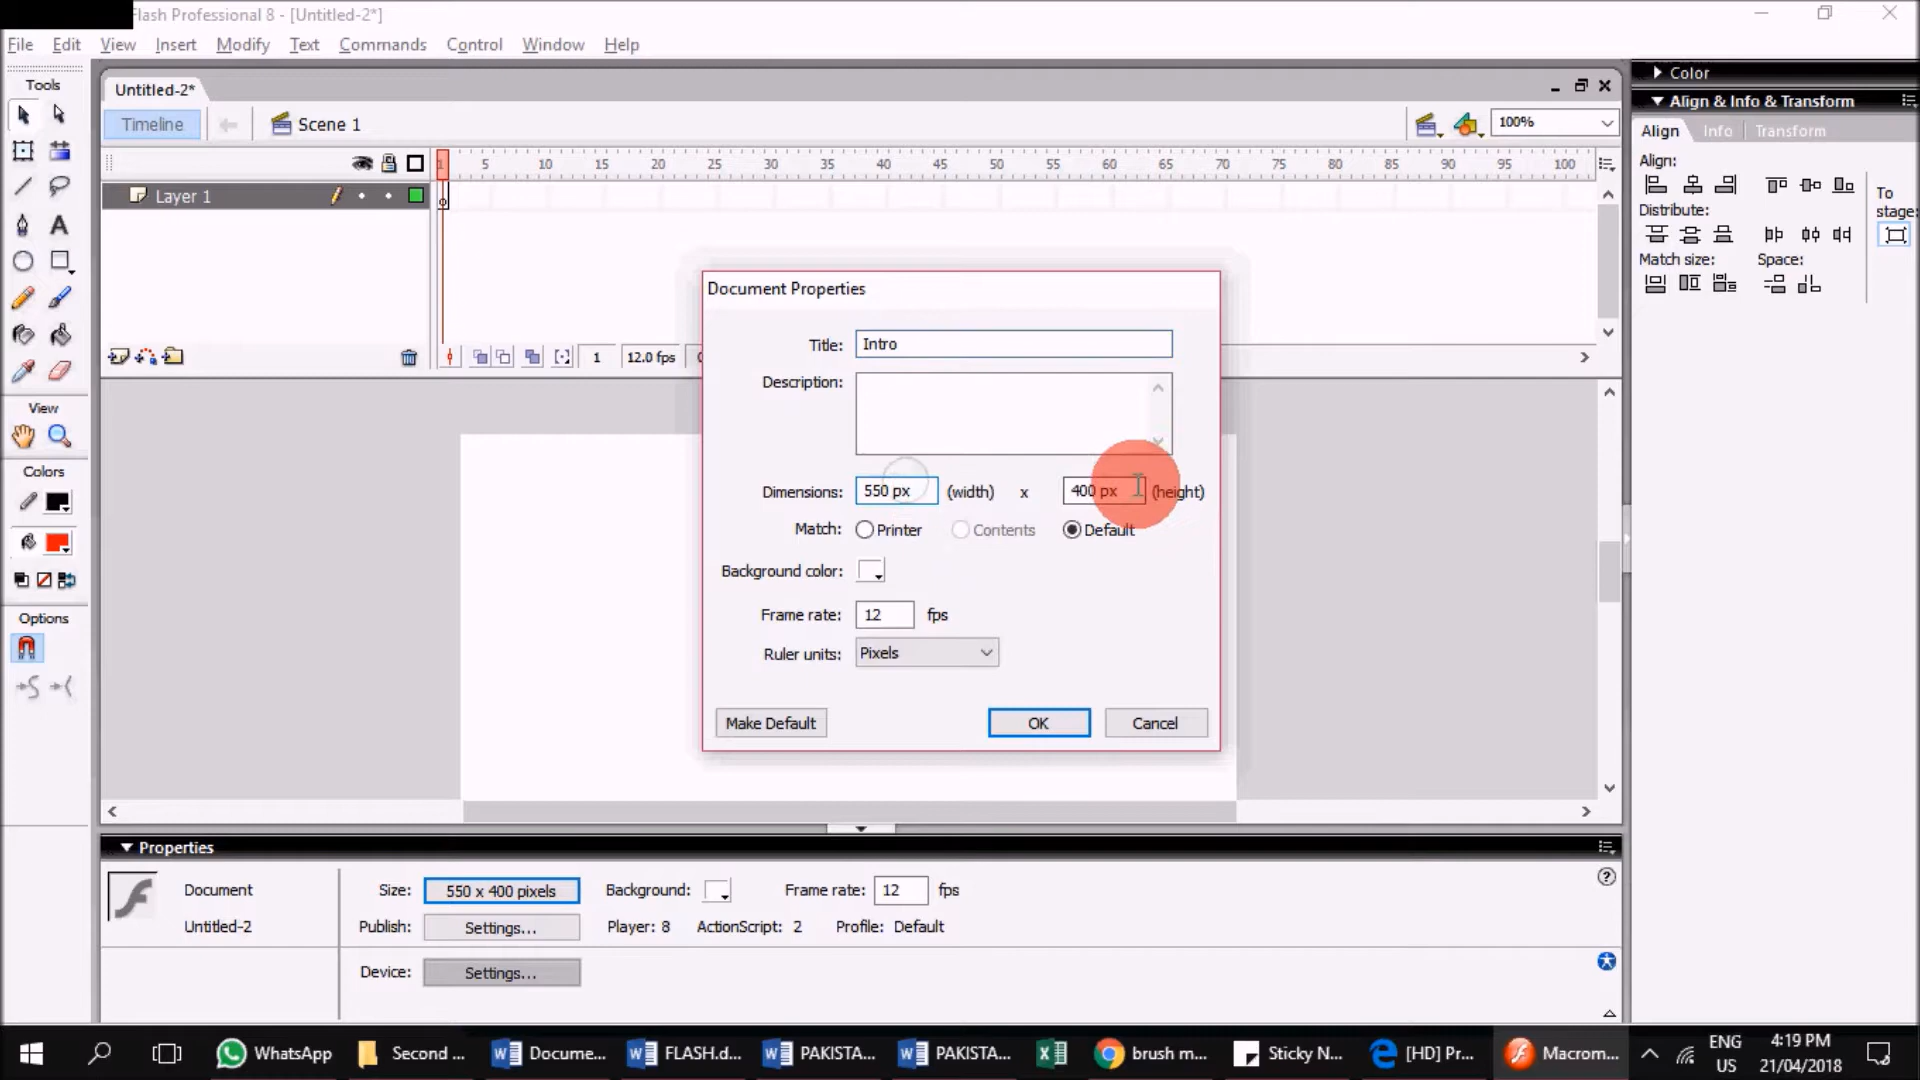 Flash Professional 8 - [Untitled-2*]
File Edit View Insert Modify Text Commands Control Window Help
Tools
Untitled-2*
Timeline Scene 1 100%
1 5 10 15 20 25 30 35 40 45 50 55 60 65 70 75 80 85 90 95 100
Layer 1
1 12.0 fps
View
Colors
Options
Document Properties
Title: Intro
Description:
Dimensions: 550 px (width) x 400 px (height)
Match: Printer Contents Default
Background color:
Frame rate: 12 fps
Ruler units: Pixels
Make Default OK Cancel
Color
Align & Info & Transform
Align Info Transform
Align:
To
stage:
Distribute:
Match size: Space:
Properties
Document Size: 550 x 400 pixels Background: Frame rate: 12 fps
Untitled-2 Publish: Settings... Player: 8 ActionScript: 2 Profile: Default
Device: Settings...
WhatsApp Second ... Docume... FLASH.d... PAKISTA... PAKISTA... brush m... Sticky N... [HD] Pr... Macrom...
ENG
US
4:19 PM
21/04/2018